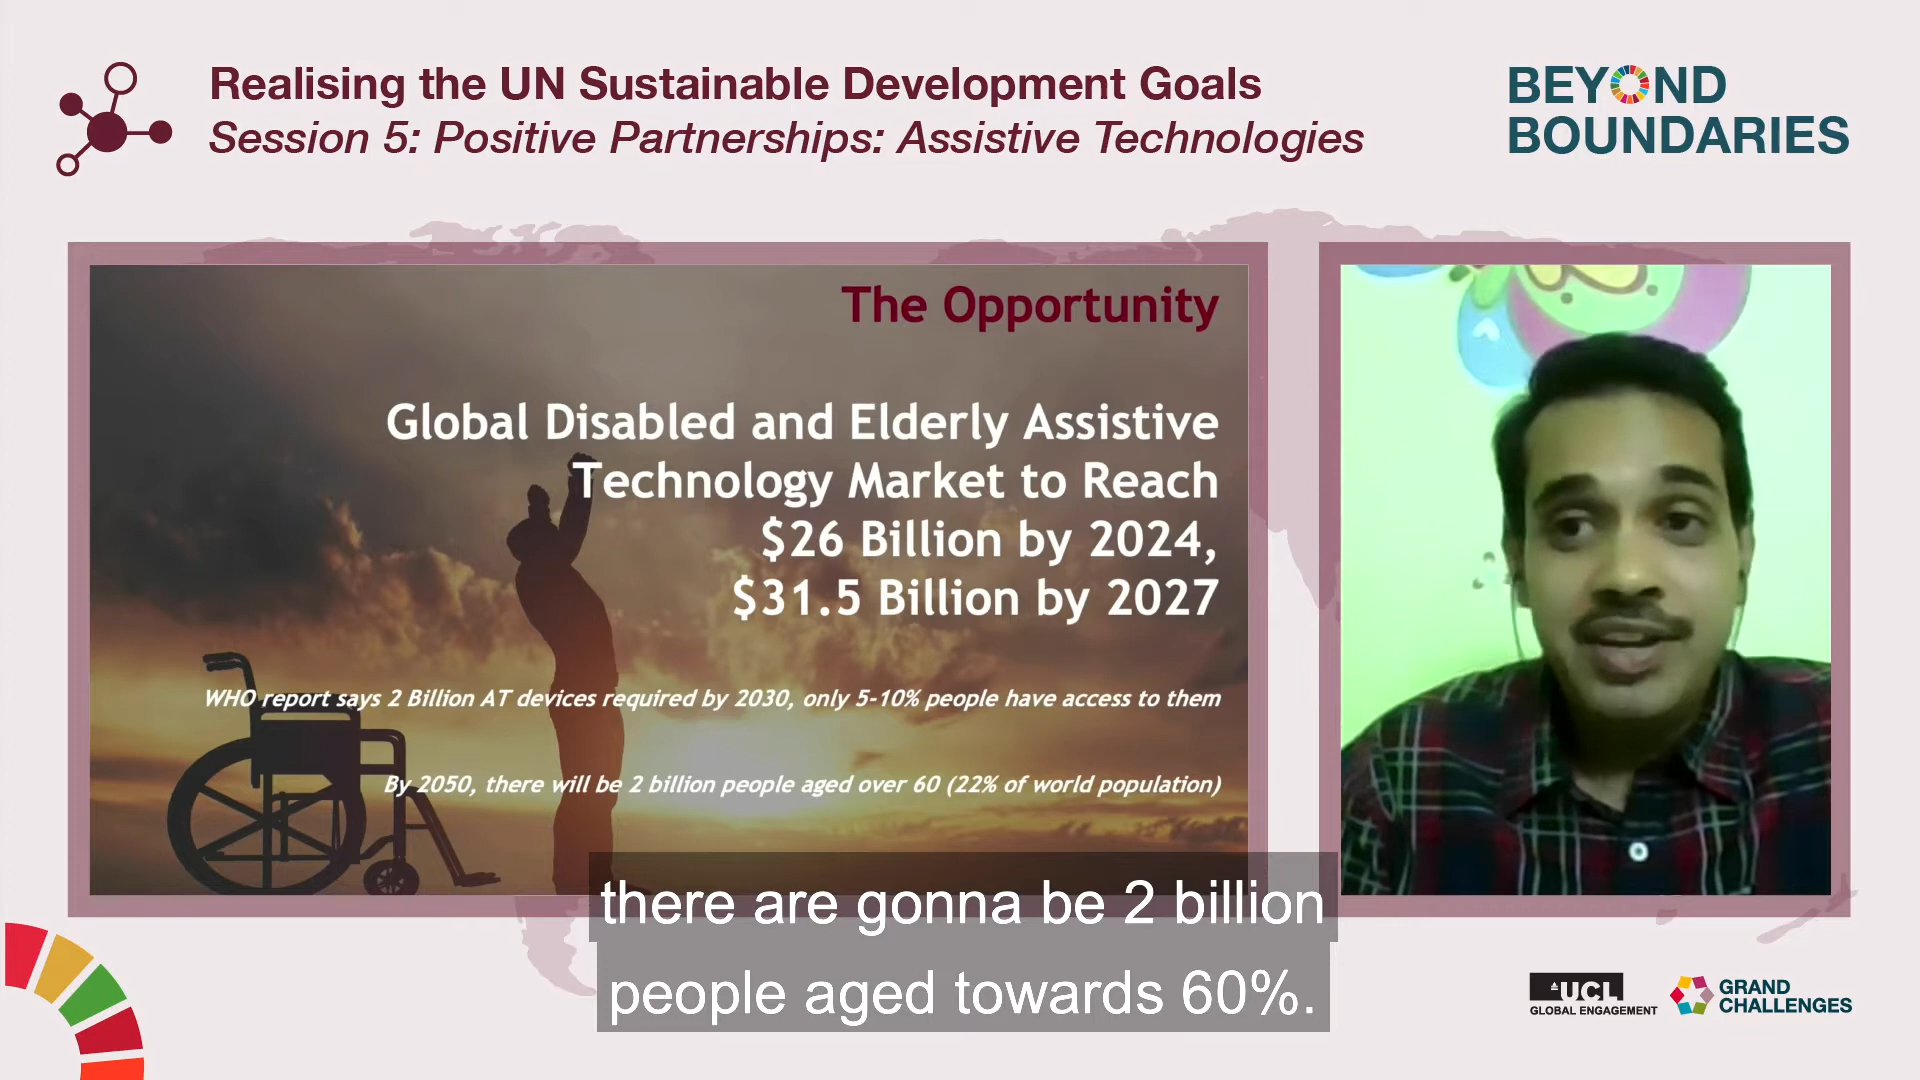 Realising the UN Sustainable Development Goals
Session 5: Positive Partnerships: Assistive Technologies
BEYOND
BOUNDARIES
The Opportunity
Global Disabled and Elderly Assistive
Technology Market to Reach
$26 Billion by 2024,
$31.5 Billion by 2027
WHO report says 2 Billion AT devices required by 2030, only 5-10% people have access to them
By 2050, there will be 2 billion people aged over 60 (22% of world population)
there are gonna be 2 billion
people aged towards 60%.
UCL
GLOBAL ENGAGEMENT
GRAND
CHALLENGES